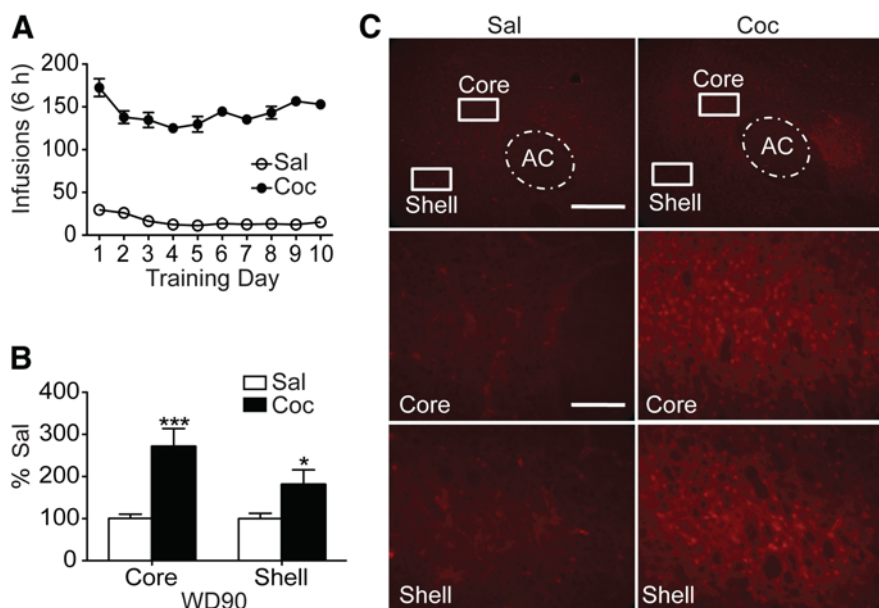 A
Infusions (6 h)
200
150
100
50
0
Sal
Coc
1 2 3 4 5 6 7 8 9 10
Training Day
B
% Sal
400
300
200
100
0
Sal
Coc
***
*
Core Shell
WD90
C
Sal Coc
Core
AC
Shell
Core
AC
Shell
Core
Core
Shell
Shell